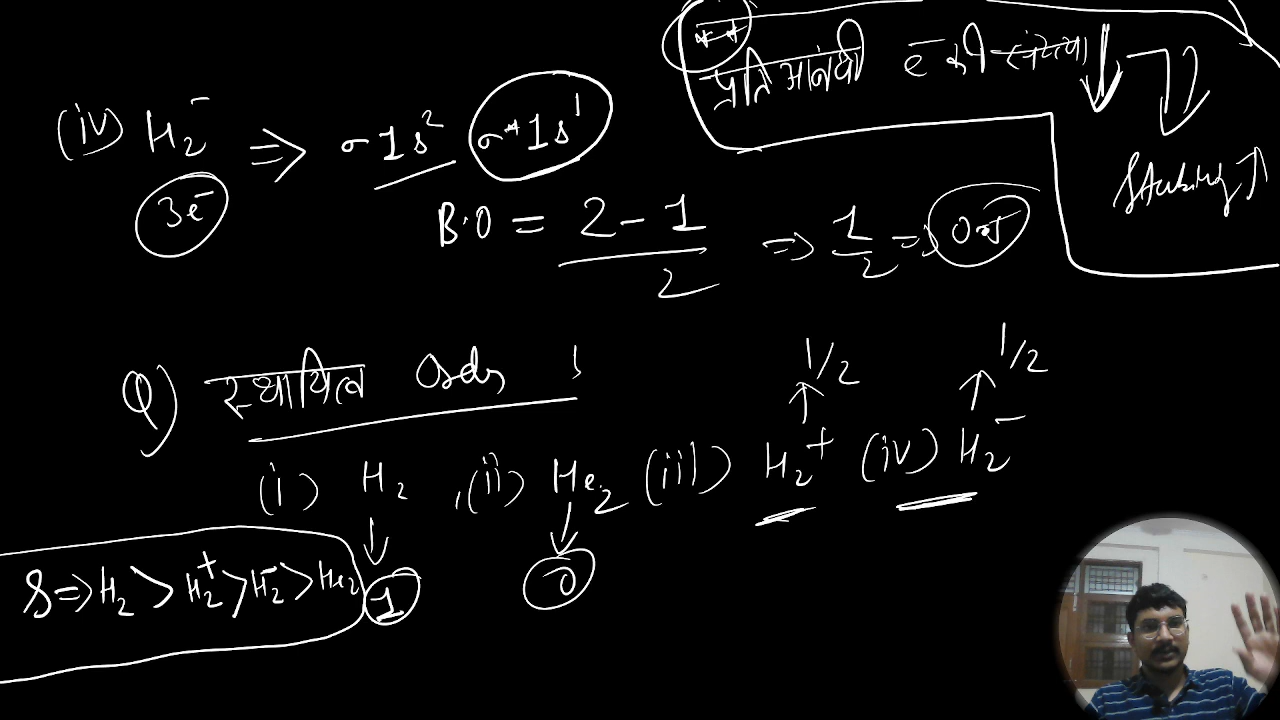 **
प्रति आबंधी e⁻ की संख्या ↓
Stability ↑
(iv) H₂⁻ ⇒ σ1s² σ*1s¹
3e⁻
B.O = 2-1/2 ⇒ 1/2 ⇒ 0.5
Q) स्थायित्व Order !
1/2 1/2
(i) H₂ , (ii) He₂ (iii) H₂⁺ (iv) H₂⁻
1 0
S ⇒ H₂ > H₂⁺ > H₂⁻ > He₂